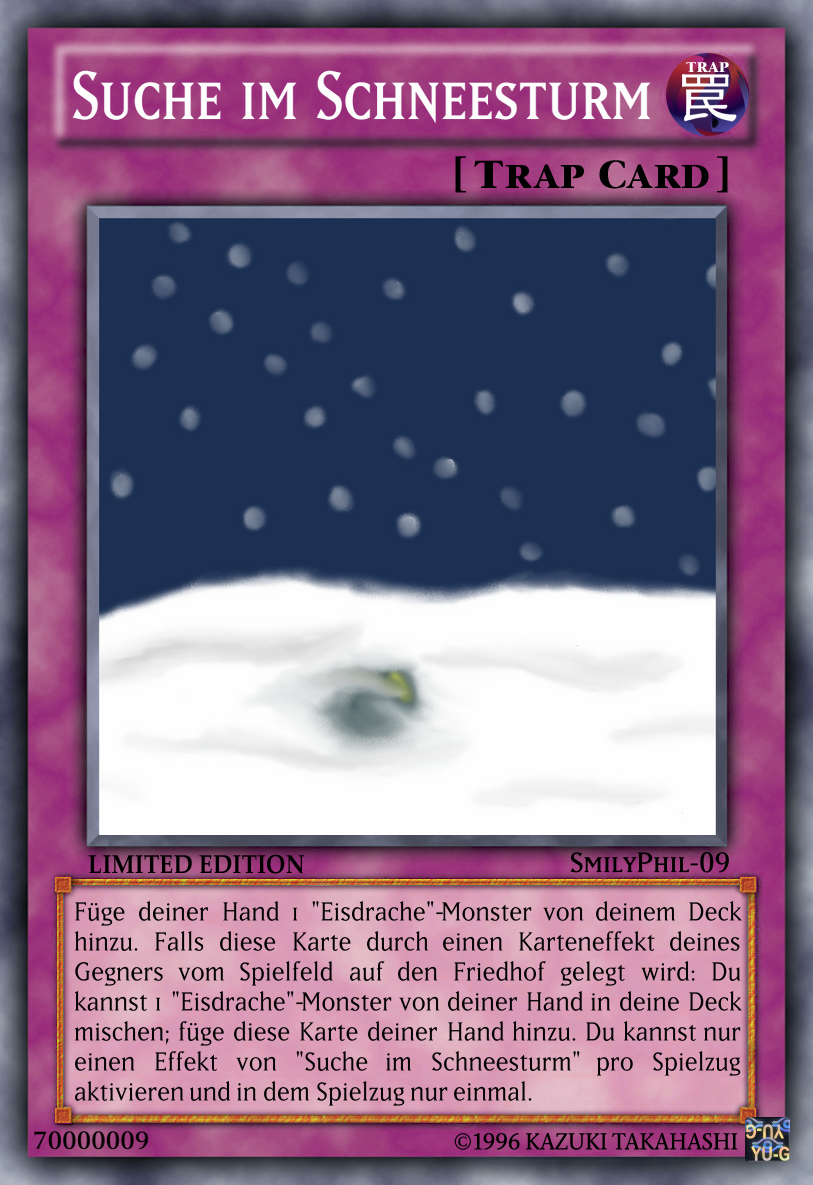 Suche im Schneesturm
TRAP
罠
[Trap Card]
LIMITED EDITION
SmilyPhil-09
Füge deiner Hand 1 "Eisdrache"-Monster von deinem Deck
hinzu. Falls diese Karte durch einen Karteneffekt deines
Gegners vom Spielfeld auf den Friedhof gelegt wird: Du
kannst 1 "Eisdrache"-Monster von deiner Hand in deine Deck
mischen; füge diese Karte deiner Hand hinzu. Du kannst nur
einen Effekt von "Suche im Schneesturm" pro Spielzug
aktivieren und in dem Spielzug nur einmal.
70000009
©1996 KAZUKI TAKAHASHI
YU-G
YU-G